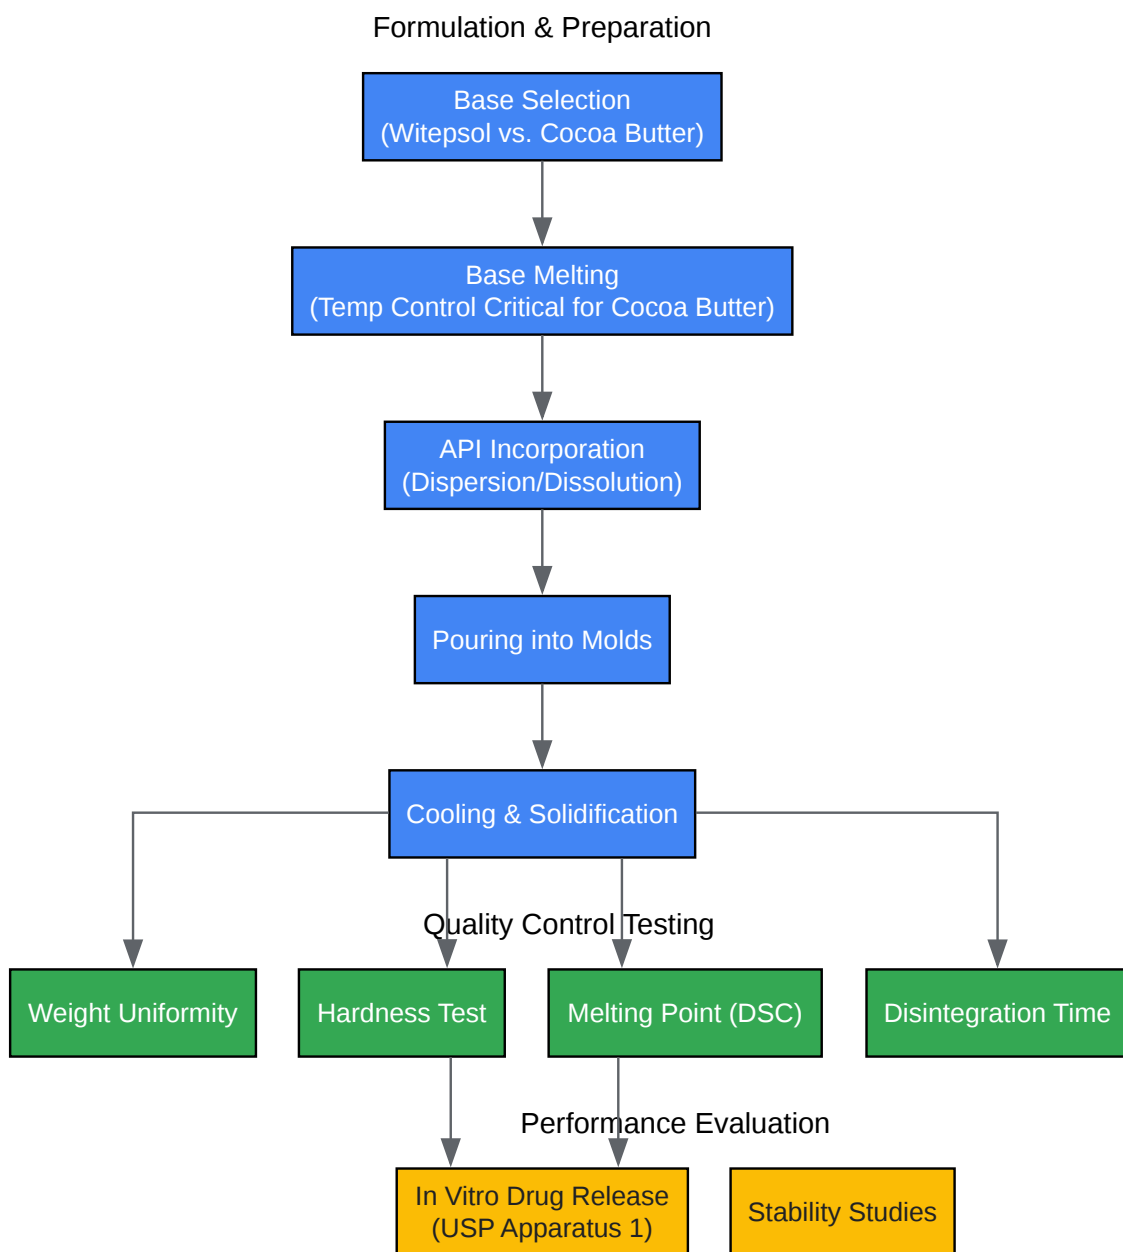 Formulation & Preparation
Base Selection
(Witepsol vs. Cocoa Butter)
Base Melting
(Temp Control Critical for Cocoa Butter)
API Incorporation
(Dispersion/Dissolution)
Pouring into Molds
Cooling & Solidification
Quality Control Testing
Weight Uniformity
Hardness Test
Melting Point (DSC)
Disintegration Time
Performance Evaluation
In Vitro Drug Release
(USP Apparatus 1)
Stability Studies